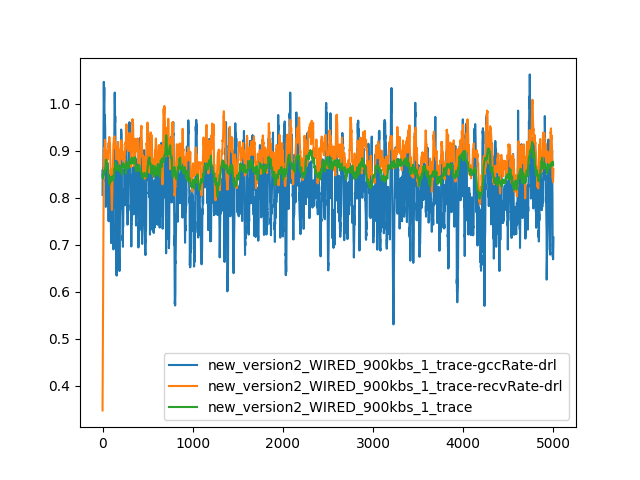 1.0
0.9
0.8
0.7
0.6
0.5
0.4
new_version2_WIRED_900kbs_1_trace-gccRate-drl
new_version2_WIRED_900kbs_1_trace-recvRate-drl
new_version2_WIRED_900kbs_1_trace
0 1000 2000 3000 4000 5000